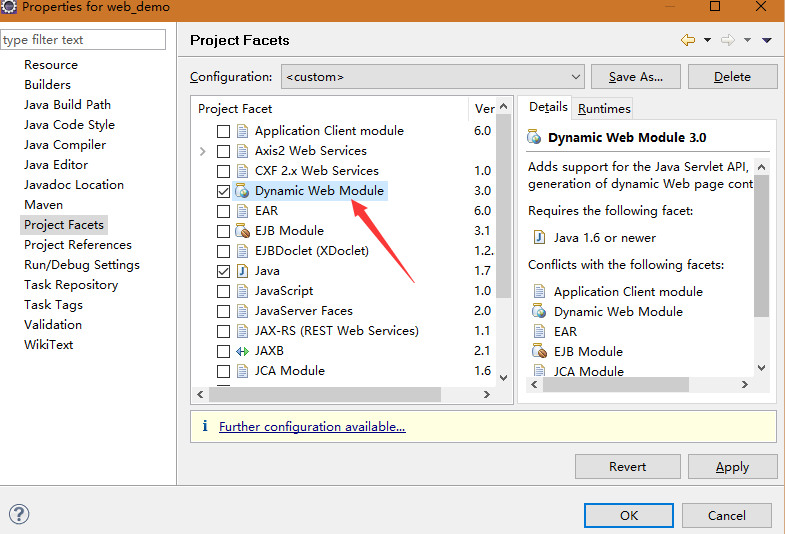 Properties for web_demo
type filter text
Resource
Builders
Java Build Path
Java Code Style
Java Compiler
Java Editor
Javadoc Location
Maven
Project Facets
Project References
Run/Debug Settings
Task Repository
Task Tags
Validation
WikiText
Project Facets
Configuration: <custom> Save As... Delete
Project Facet Ver
Application Client module 6.0
Axis2 Web Services
CXF 2.x Web Services 1.0
Dynamic Web Module 3.0
EAR 6.0
EJB Module 3.1
EJBDoclet (XDoclet) 1.2.
Java 1.7
JavaScript 1.0
JavaServer Faces 2.0
JAX-RS (REST Web Services) 1.1
JAXB 2.1
JCA Module 1.6
Details Runtimes
Dynamic Web Module 3.0
Adds support for the Java Servlet API,
generation of dynamic Web page cont
Requires the following facet:
Java 1.6 or newer
Conflicts with the following facets:
Application Client module
Dynamic Web Module
EAR
EJB Module
JCA Module
i Further configuration available...
Revert Apply
? OK Cancel